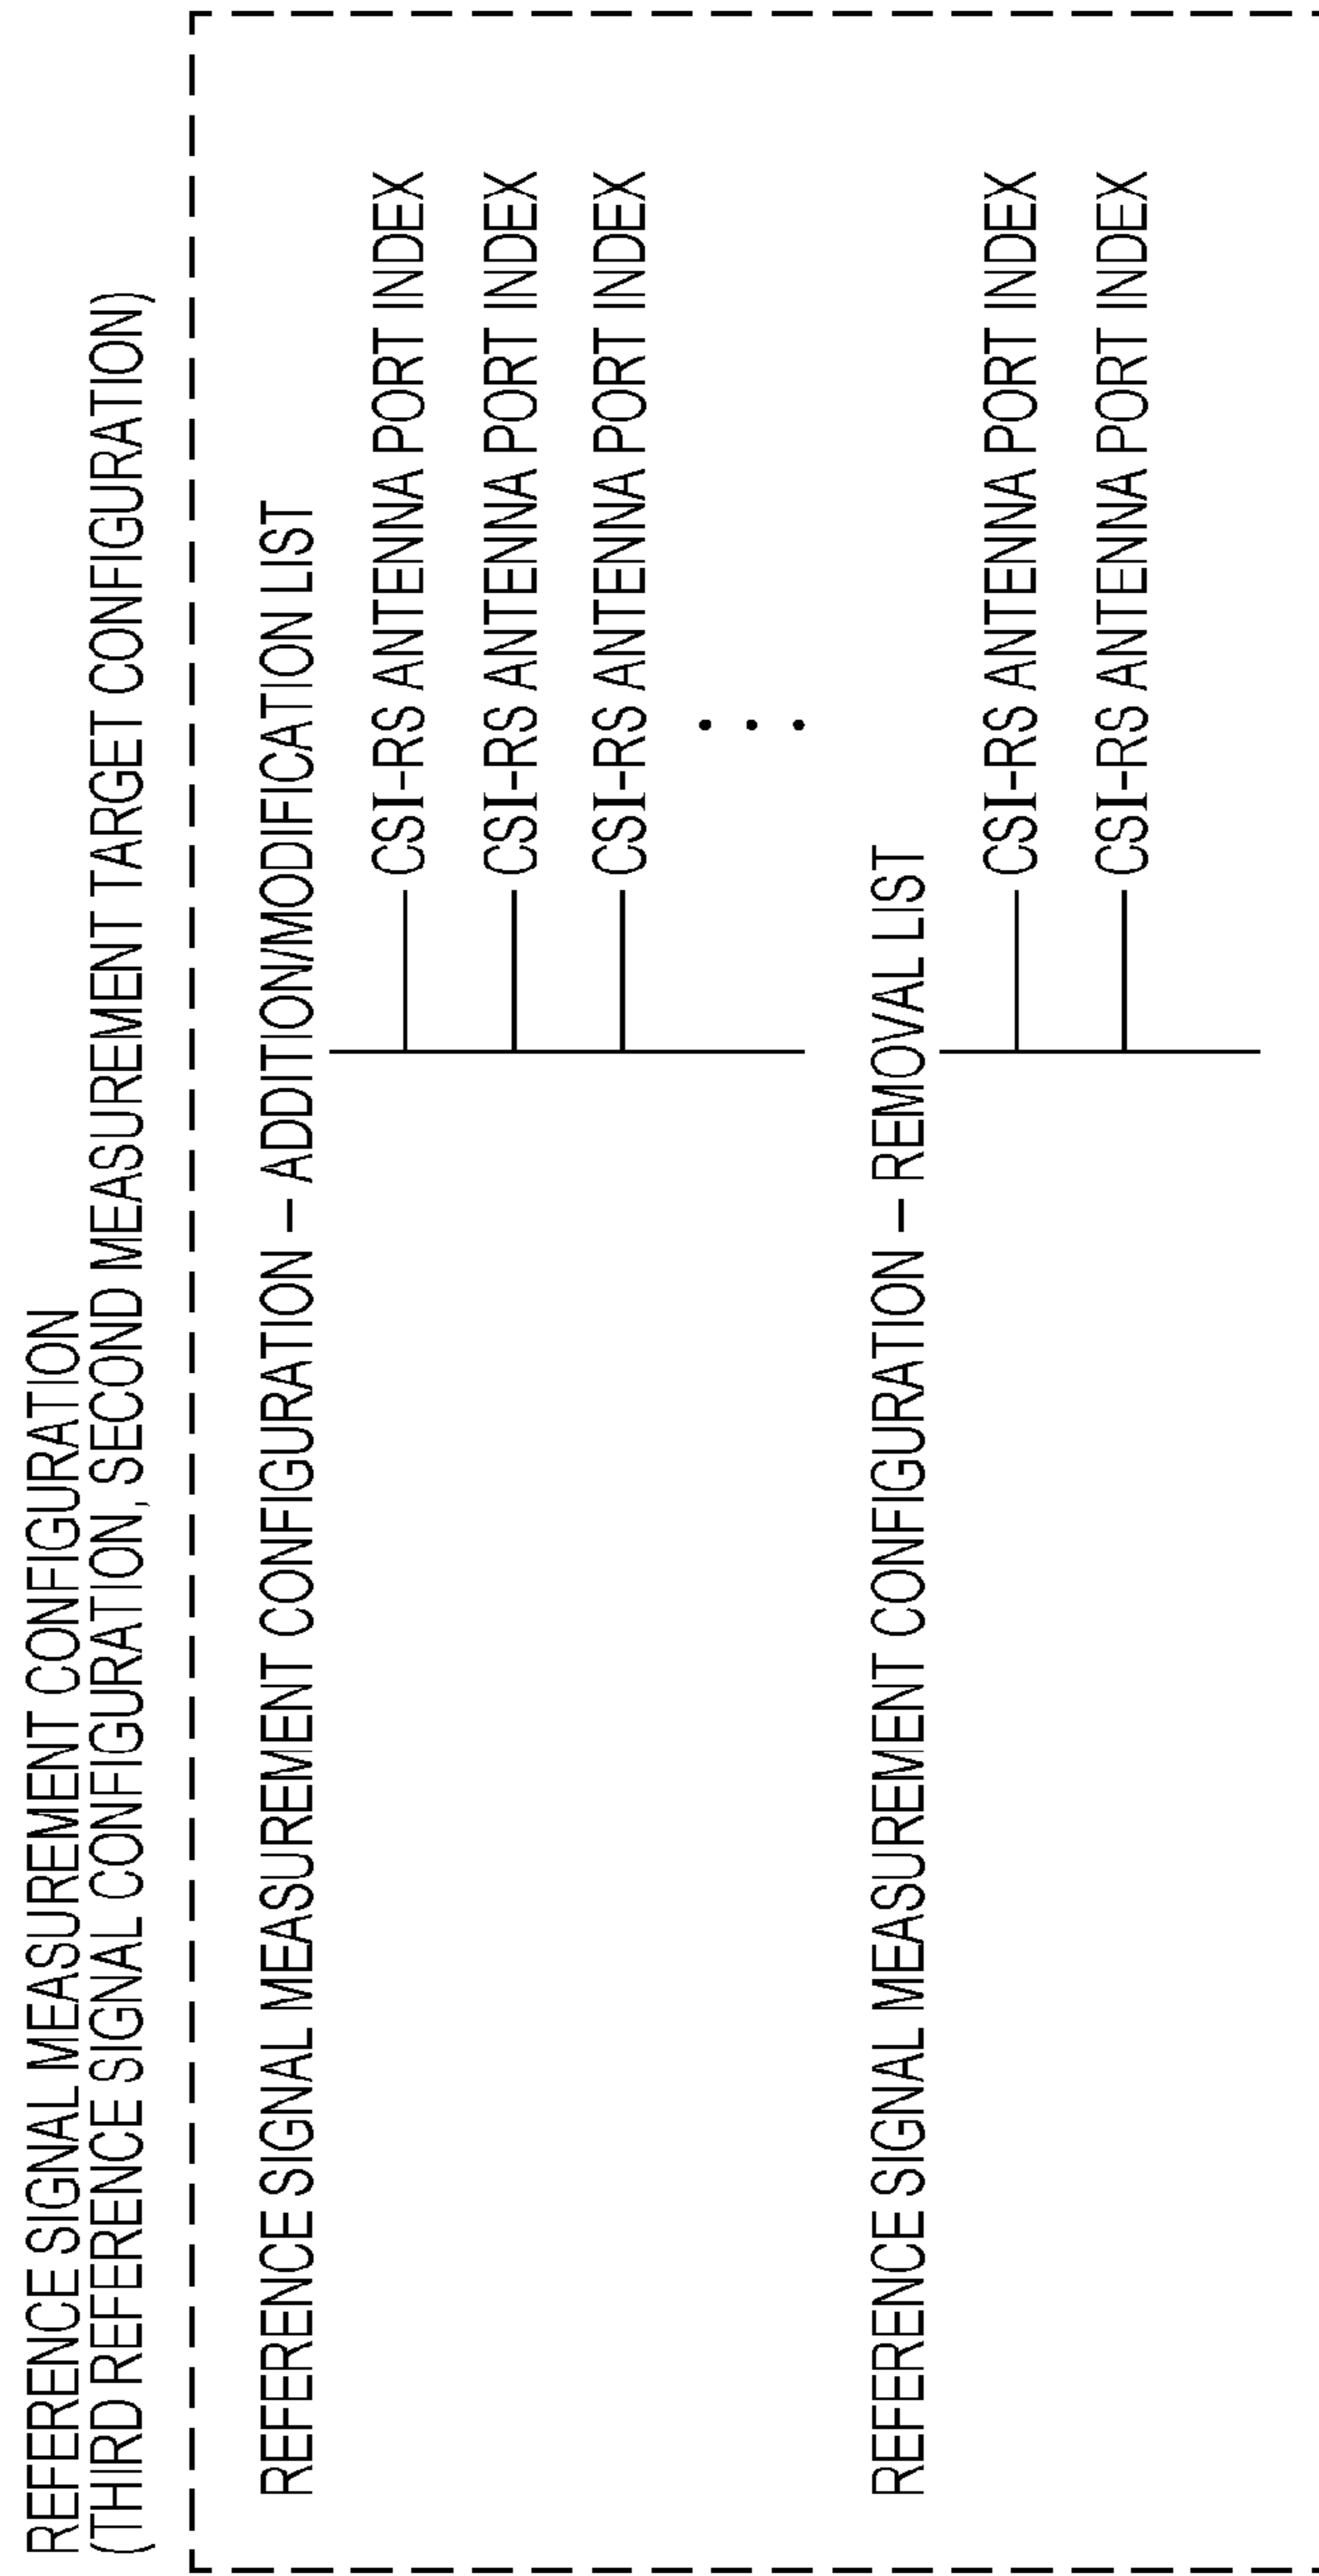 REFERENCE SIGNAL MEASUREMENT CONFIGURATION
(THIRD REFERENCE SIGNAL CONFIGURATION, SECOND MEASUREMENT TARGET CONFIGURATION)
REFERENCE SIGNAL MEASUREMENT CONFIGURATION – ADDITION/MODIFICATION LIST
CSI-RS ANTENNA PORT INDEX
CSI-RS ANTENNA PORT INDEX
CSI-RS ANTENNA PORT INDEX
...
REFERENCE SIGNAL MEASUREMENT CONFIGURATION – REMOVAL LIST
CSI-RS ANTENNA PORT INDEX
CSI-RS ANTENNA PORT INDEX